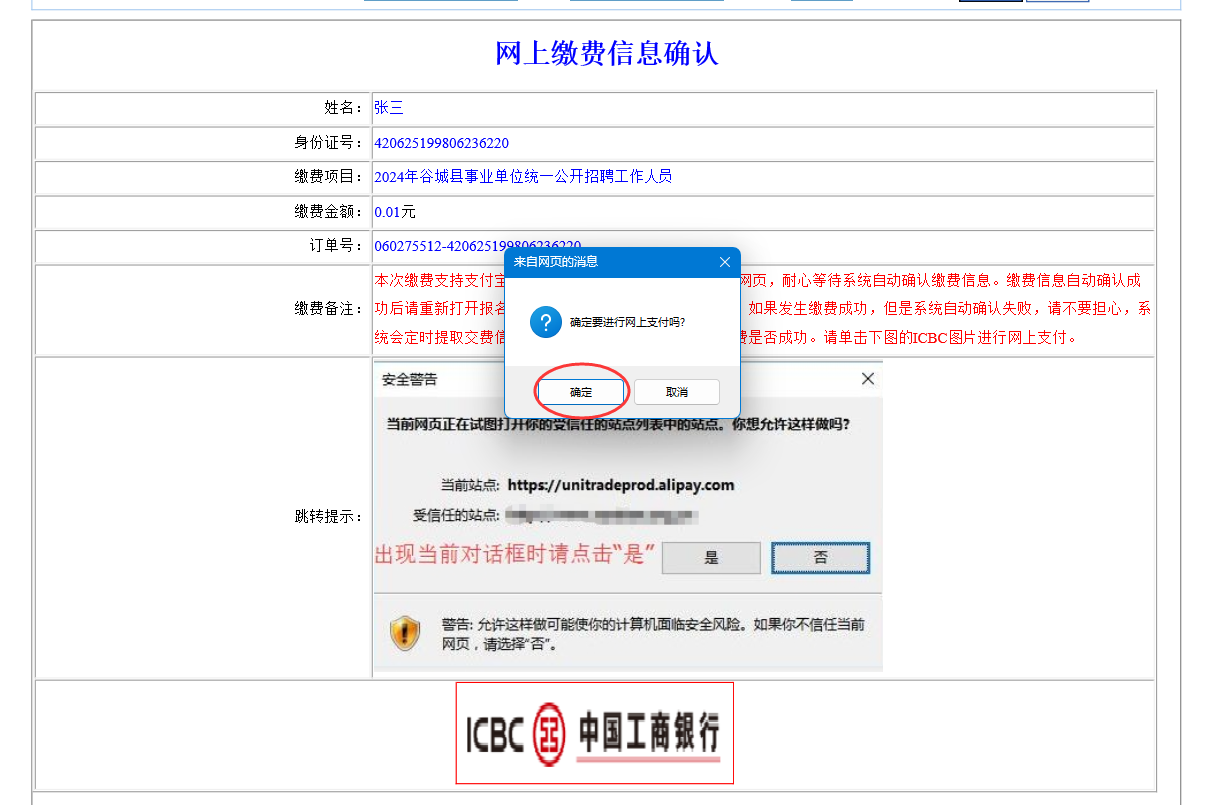 网上缴费信息确认
姓名：张三
身份证号：420625199806236220
缴费项目：2024年谷城县事业单位统一公开招聘工作人员
缴费金额：0.01元
订单号：060275512-420625199806236220
来自网页的消息
确定要进行网上支付吗?
确定
取消
缴费备注：
本次缴费支持支付宝 网页，耐心等待系统自动确认缴费信息。缴费信息自动确认成
功后请重新打开报名 如果发生缴费成功，但是系统自动确认失败，请不要担心，系
统会定时提取交费信 费是否成功。请单击下图的ICBC图片进行网上支付。
跳转提示：
安全警告
当前网页正在试图打开你的受信任的站点列表中的站点。你想允许这样做吗?
当前站点: https://unitradeprod.alipay.com
受信任的站点:
出现当前对话框时请点击“是”
是
否
警告: 允许这样做可能使你的计算机面临安全风险。如果你不信任当前
网页，请选择“否”。
ICBC 中国工商银行